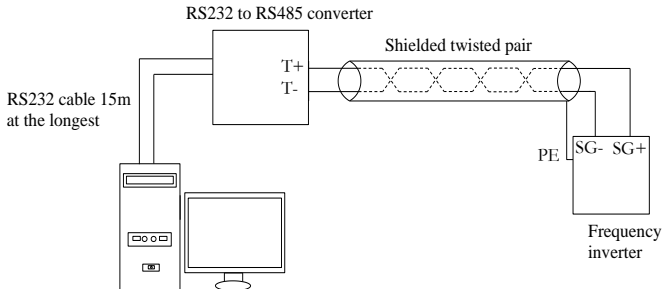 RS232 to RS485 converter
Shielded twisted pair
T+
T-
RS232 cable 15m
at the longest
PE
SG- SG+
Frequency
inverter